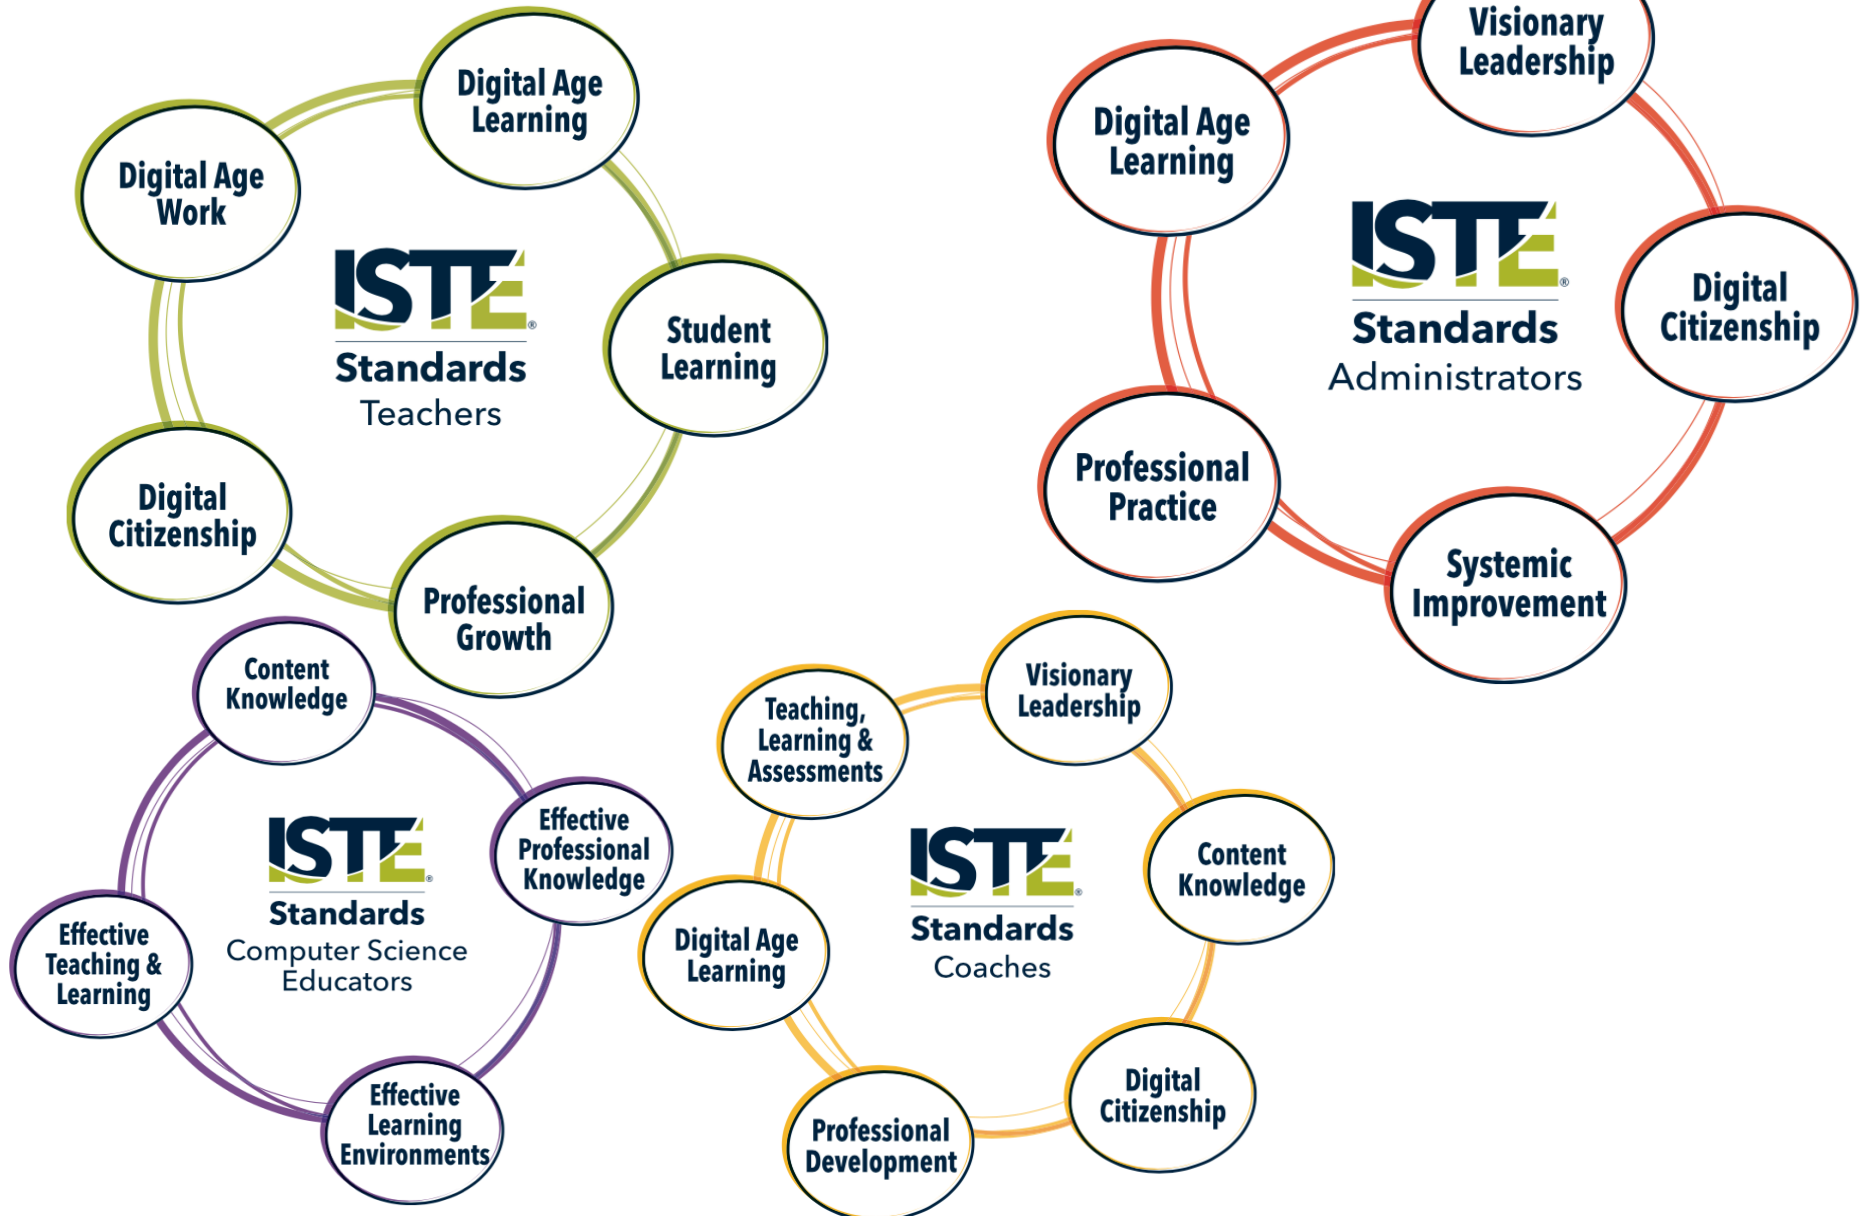 Digital Age
Learning
Digital Age
Work
ISTE®
Standards
Teachers
Student
Learning
Digital
Citizenship
Professional
Growth
Visionary
Leadership
Digital Age
Learning
ISTE®
Standards
Administrators
Digital
Citizenship
Professional
Practice
Systemic
Improvement
Content
Knowledge
Effective
Professional
Knowledge
ISTE®
Standards
Computer Science
Educators
Effective
Teaching &
Learning
Effective
Learning
Environments
Visionary
Leadership
Teaching,
Learning &
Assessments
Content
Knowledge
ISTE®
Standards
Coaches
Digital Age
Learning
Digital
Citizenship
Professional
Development